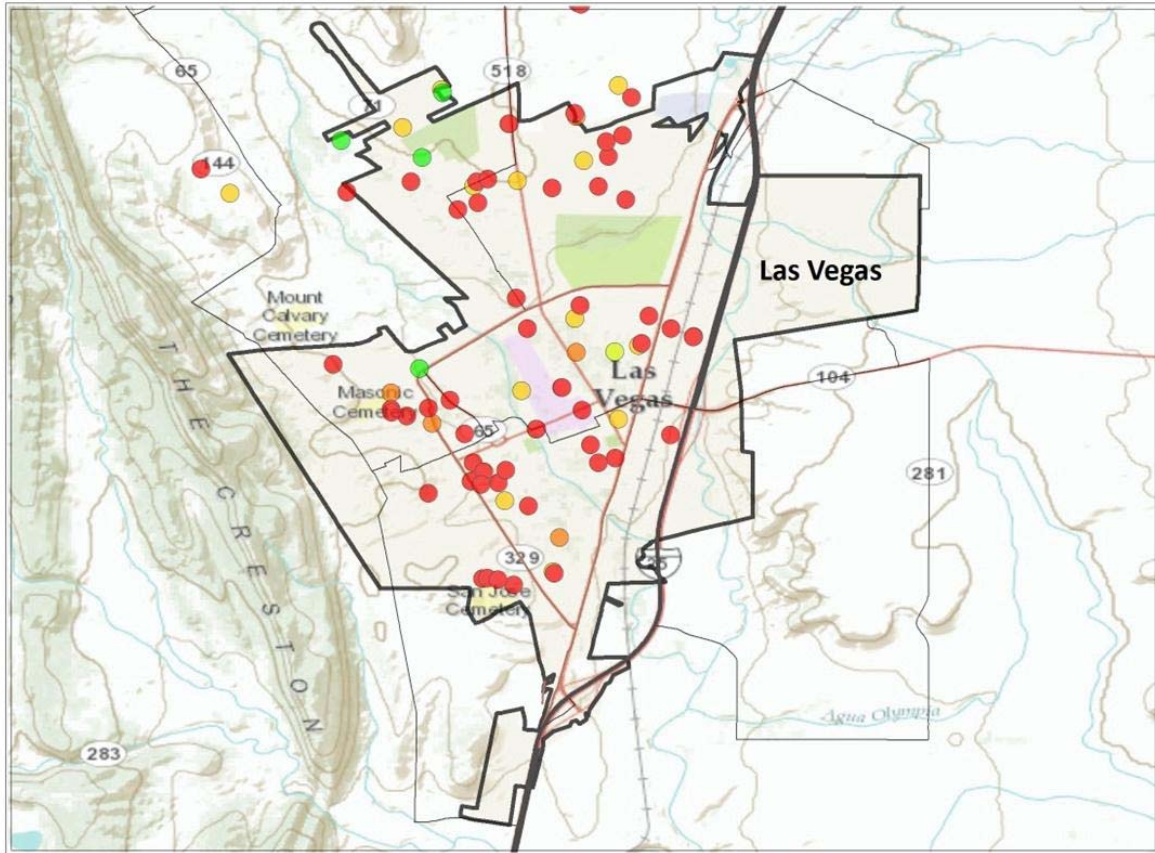 65
518
71
144
Las Vegas
Mount
Calvary
Cemetery
THE CRESTON
Las
Vegas
104
Masonic
Cemetery
65
281
329
25
San Jose
Cemetery
Agua Olympia
283